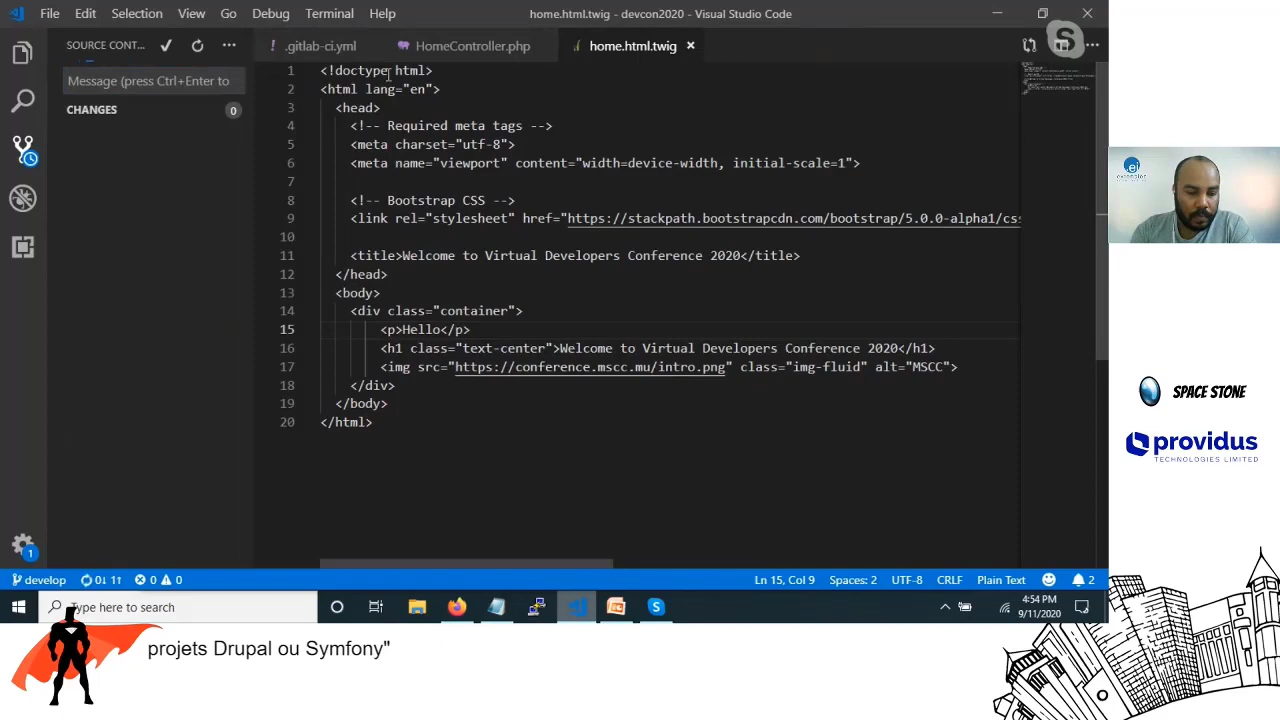 File Edit Selection View Go Debug Terminal Help home.html.twig - devcon2020 - Visual Studio Code
SOURCE CONT... .gitlab-ci.yml HomeController.php home.html.twig
Message (press Ctrl+Enter to
CHANGES 0
1 <!doctype html>
2 <html lang="en">
3 <head>
4 <!-- Required meta tags -->
5 <meta charset="utf-8">
6 <meta name="viewport" content="width=device-width, initial-scale=1">
7
8 <!-- Bootstrap CSS -->
9 <link rel="stylesheet" href="https://stackpath.bootstrapcdn.com/bootstrap/5.0.0-alpha1/css
10
11 <title>Welcome to Virtual Developers Conference 2020</title>
12 </head>
13 <body>
14 <div class="container">
15 <p>Hello</p>
16 <h1 class="text-center">Welcome to Virtual Developers Conference 2020</h1>
17 <img src="https://conference.mscc.mu/intro.png" class="img-fluid" alt="MSCC">
18 </div>
19 </body>
20 </html>
1
develop 0↓ 1↑ 0 0 Ln 15, Col 9 Spaces: 2 UTF-8 CRLF Plain Text 2
Type here to search
4:54 PM
9/11/2020
SPACE STONE
providus
TECHNOLOGIES LIMITED
projets Drupal ou Symfony"